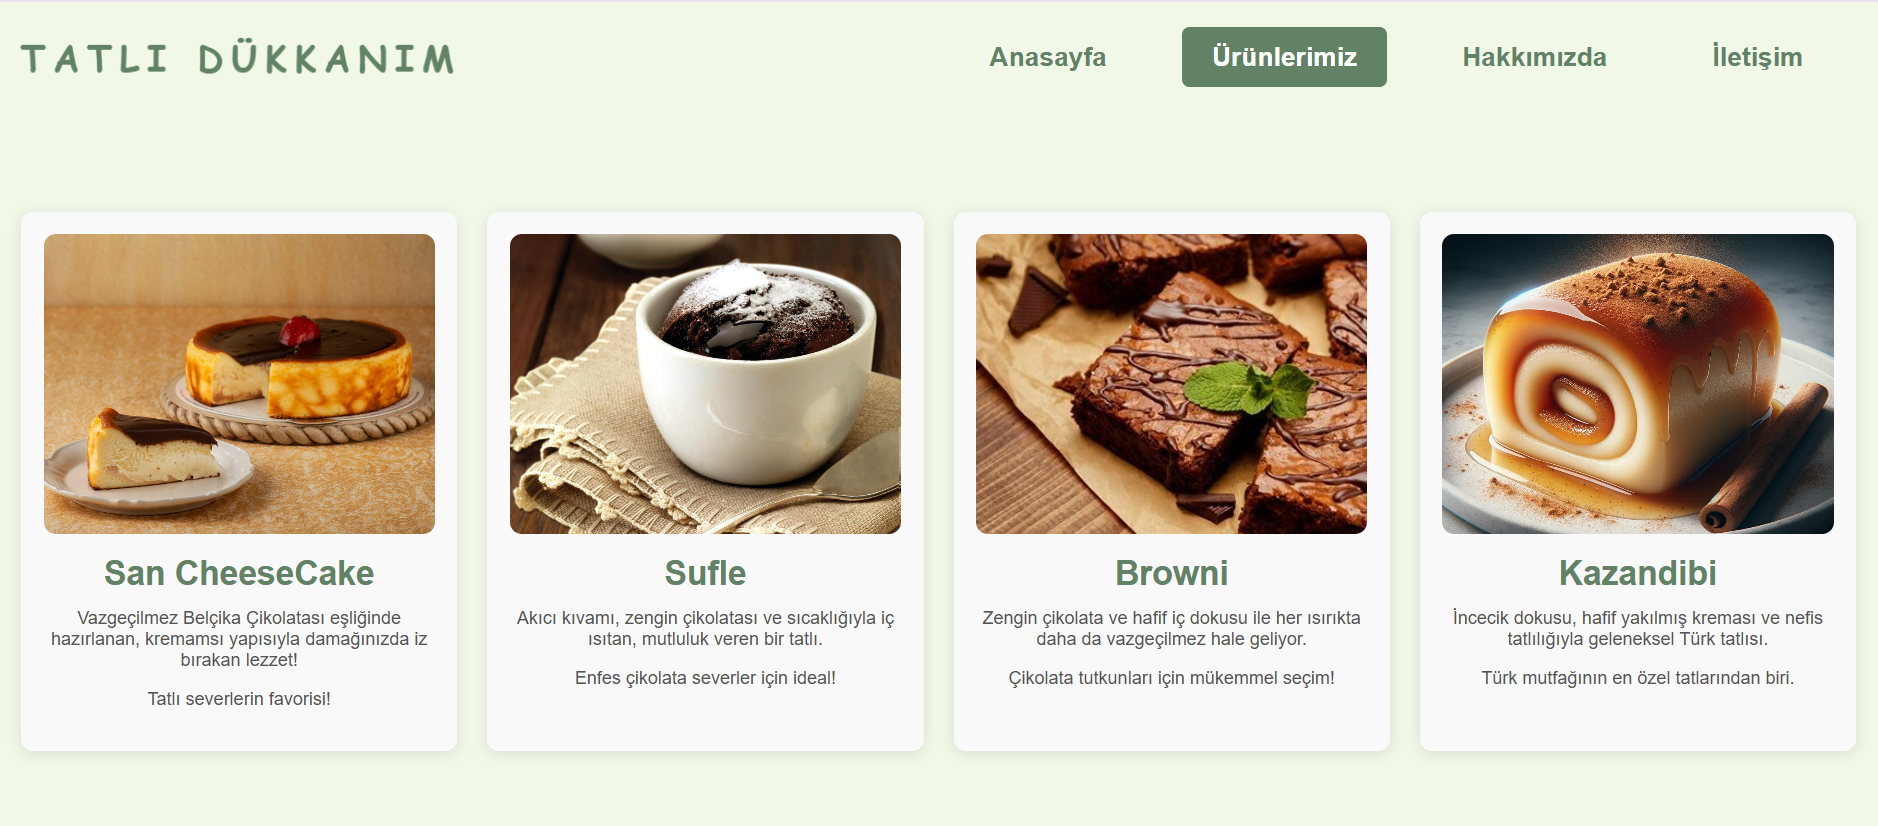 TATLI DÜKKANIM
Anasayfa
Ürünlerimiz
Hakkımızda
İletişim
San CheeseCake
Vazgeçilmez Belçika Çikolatası eşliğinde
hazırlanan, kremamsı yapısıyla damağınızda iz
bırakan lezzet!
Tatlı severlerin favorisi!
Sufle
Akıcı kıvamı, zengin çikolatası ve sıcaklığıyla iç
ısıtan, mutluluk veren bir tatlı.
Enfes çikolata severler için ideal!
Browni
Zengin çikolata ve hafif iç dokusu ile her ısırıkta
daha da vazgeçilmez hale geliyor.
Çikolata tutkunları için mükemmel seçim!
Kazandibi
İncecik dokusu, hafif yakılmış kreması ve nefis
tatlılığıyla geleneksel Türk tatlısı.
Türk mutfağının en özel tatlarından biri.